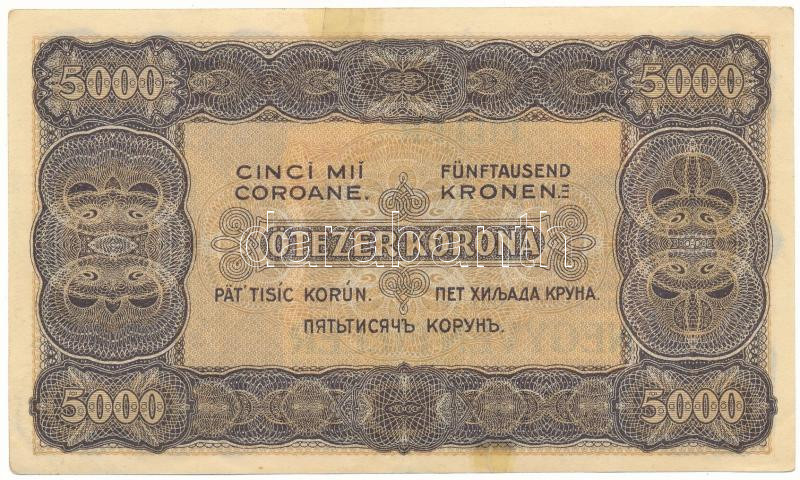 5000 5000
CINCI MII
COROANE.
FÜNFTAUSEND
KRONEN.
ÖTEZER KORONA
PÄŤ TISÍC KORÚN. ПЕТ ХИЉАДА КРУНА.
ПЯТЬТИСЯЧЪ КОРУНЪ.
5000 5000